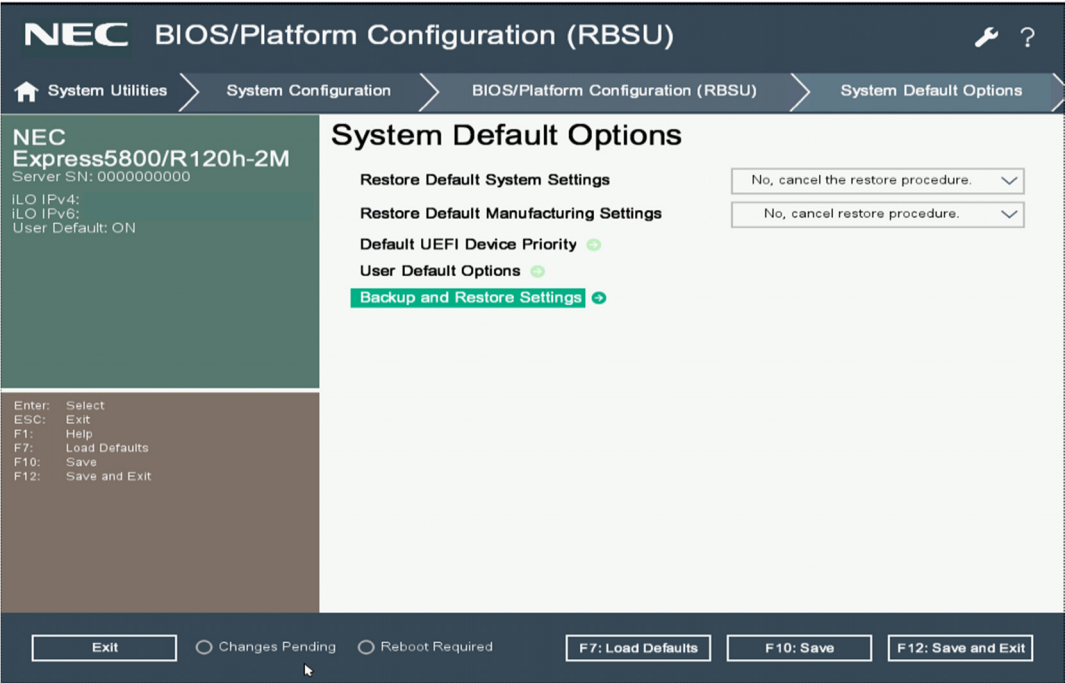 NEC BIOS/Platform Configuration (RBSU) ?
System Utilities System Configuration BIOS/Platform Configuration (RBSU) System Default Options
NEC
Express5800/R120h-2M
Server SN: 0000000000
iLO IPv4:
iLO IPv6:
User Default: ON
Enter: Select
ESC: Exit
F1: Help
F7: Load Defaults
F10: Save
F12: Save and Exit
System Default Options
Restore Default System Settings No, cancel the restore procedure.
Restore Default Manufacturing Settings No, cancel restore procedure.
Default UEFI Device Priority
User Default Options
Backup and Restore Settings
Exit Changes Pending Reboot Required F7: Load Defaults F10: Save F12: Save and Exit